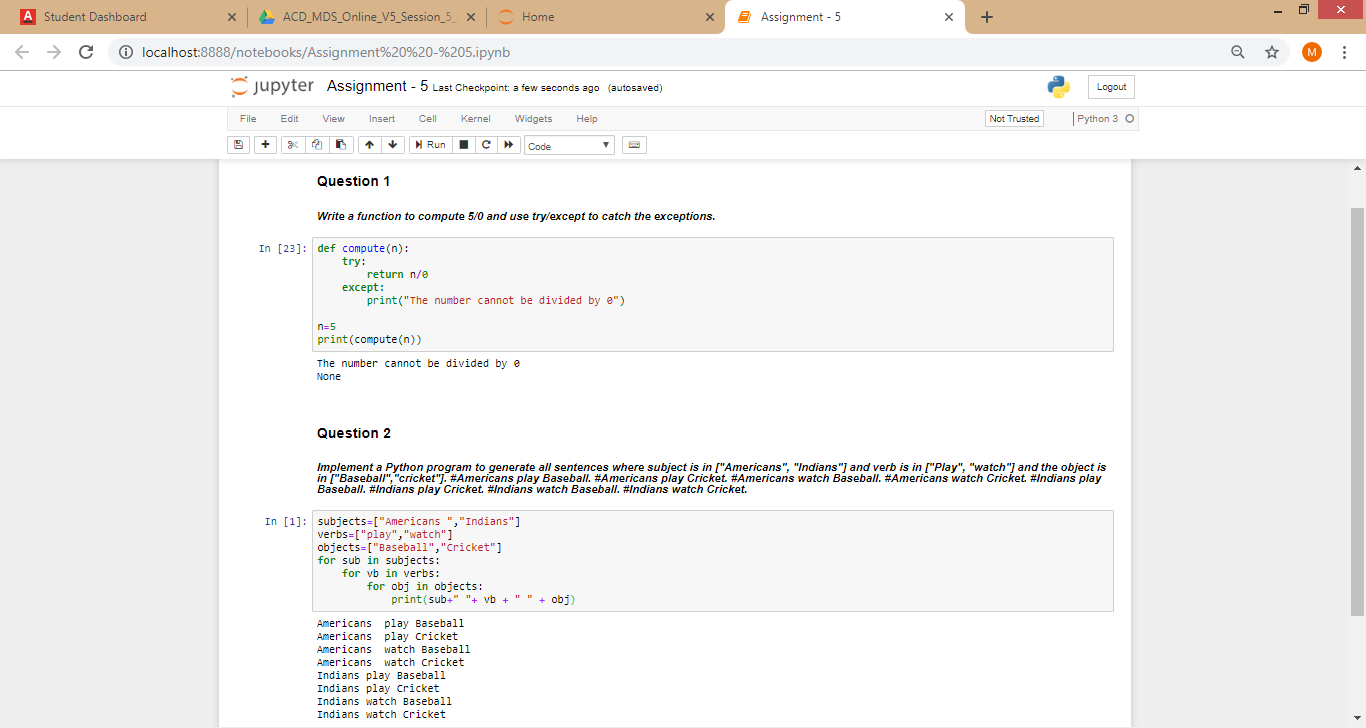 Student Dashboard
ACD_MDS_Online_V5_Session_5_
Home
Assignment - 5
localhost:8888/notebooks/Assignment%20%20-%205.ipynb
M
jupyter Assignment - 5 Last Checkpoint: a few seconds ago (autosaved)
Logout
File Edit View Insert Cell Kernel Widgets Help
Not Trusted
Python 3
Run
Code
Question 1
Write a function to compute 5/0 and use try/except to catch the exceptions.
In [23]:
def compute(n):
    try:
        return n/0
    except:
        print("The number cannot be divided by 0")
n=5
print(compute(n))
The number cannot be divided by 0
None
Question 2
Implement a Python program to generate all sentences where subject is in ["Americans", "Indians"] and verb is in ["Play", "watch"] and the object is
in ["Baseball","cricket"]. #Americans play Baseball. #Americans play Cricket. #Americans watch Baseball. #Americans watch Cricket. #Indians play
Baseball. #Indians play Cricket. #Indians watch Baseball. #Indians watch Cricket.
In [1]:
subjects=["Americans ","Indians"]
verbs=["play","watch"]
objects=["Baseball","Cricket"]
for sub in subjects:
    for vb in verbs:
        for obj in objects:
            print(sub+" "+ vb + " " + obj)
Americans  play Baseball
Americans  play Cricket
Americans  watch Baseball
Americans  watch Cricket
Indians play Baseball
Indians play Cricket
Indians watch Baseball
Indians watch Cricket